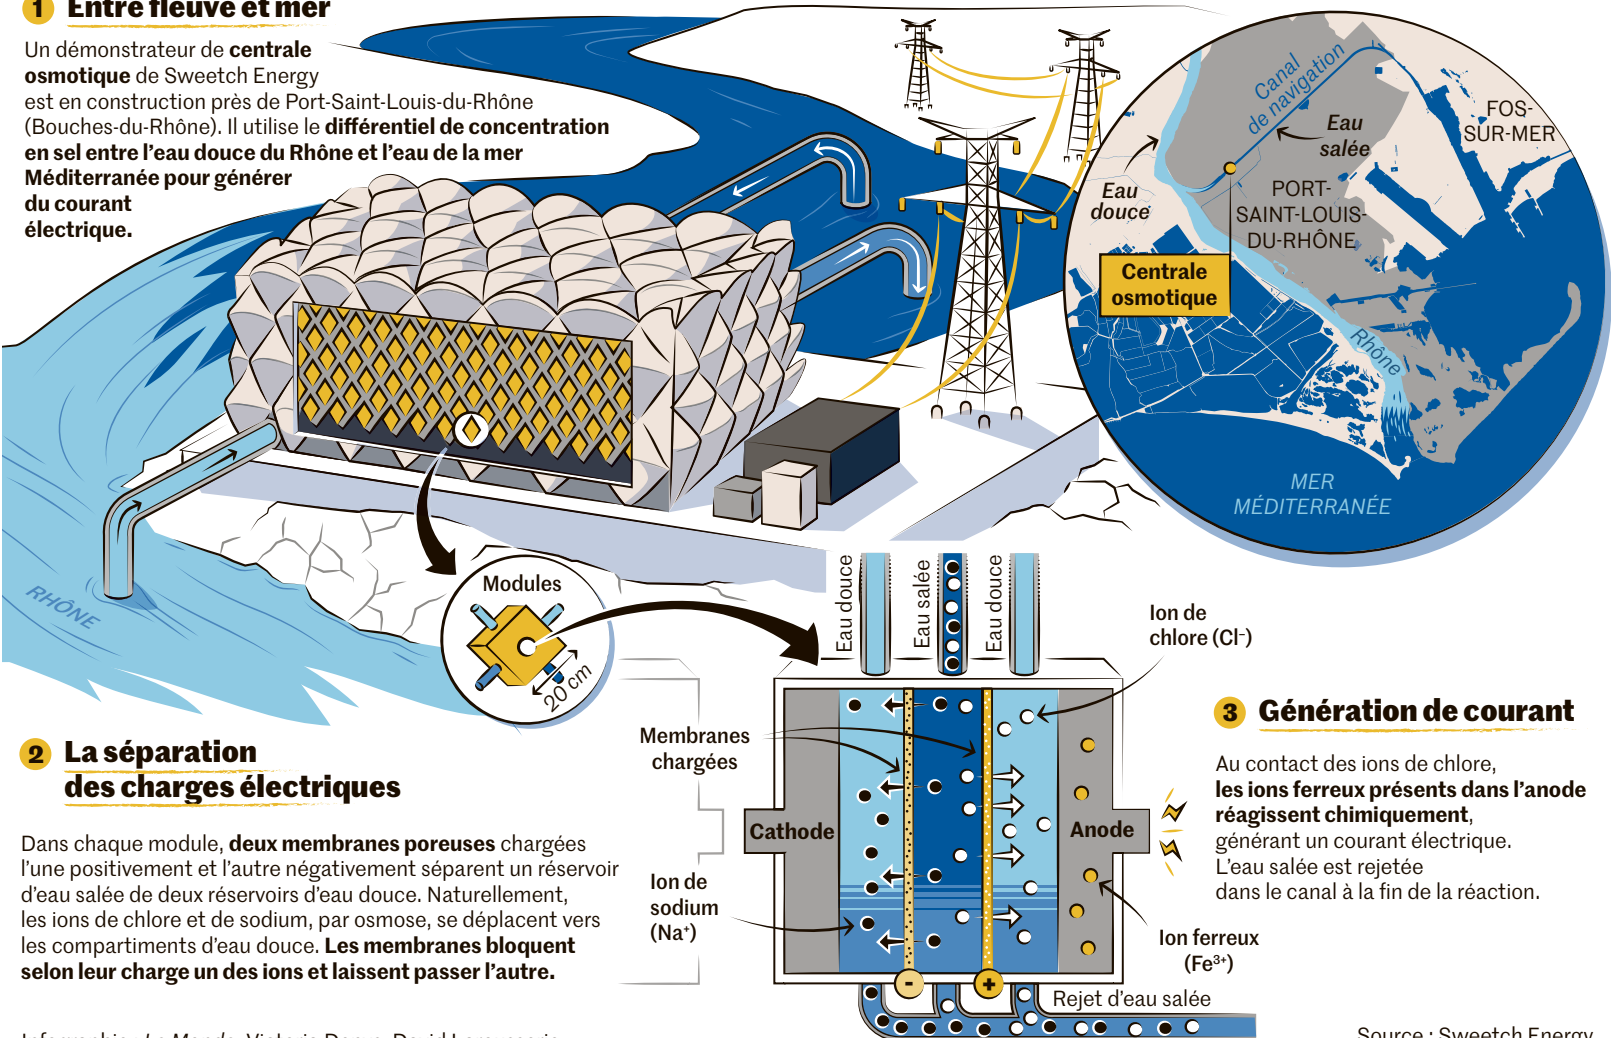 1 Entre fleuve et mer
Un démonstrateur de centrale
osmotique de Sweetch Energy
est en construction près de Port-Saint-Louis-du-Rhône
(Bouches-du-Rhône). Il utilise le différentiel de concentration
en sel entre l’eau douce du Rhône et l’eau de la mer
Méditerranée pour générer
du courant
électrique.
Canal
de navigation
Eau
salée
FOS-
SUR-MER
Eau
douce
PORT-
SAINT-LOUIS-
DU-RHÔNE
Centrale
osmotique
Rhône
MER
MÉDITERRANÉE
RHÔNE
Modules
20 cm
2 La séparation
des charges électriques
Dans chaque module, deux membranes poreuses chargées
l’une positivement et l’autre négativement séparent un réservoir
d’eau salée de deux réservoirs d’eau douce. Naturellement,
les ions de chlore et de sodium, par osmose, se déplacent vers
les compartiments d’eau douce. Les membranes bloquent
selon leur charge un des ions et laissent passer l’autre.
Eau douce
Eau salée
Eau douce
Ion de
chlore (Cl⁻)
Membranes
chargées
Cathode
Anode
Ion de
sodium
(Na⁺)
Ion ferreux
(Fe³⁺)
-
+
Rejet d’eau salée
3 Génération de courant
Au contact des ions de chlore,
les ions ferreux présents dans l’anode
réagissent chimiquement,
générant un courant électrique.
L’eau salée est rejetée
dans le canal à la fin de la réaction.
Source : Sweetch Energy